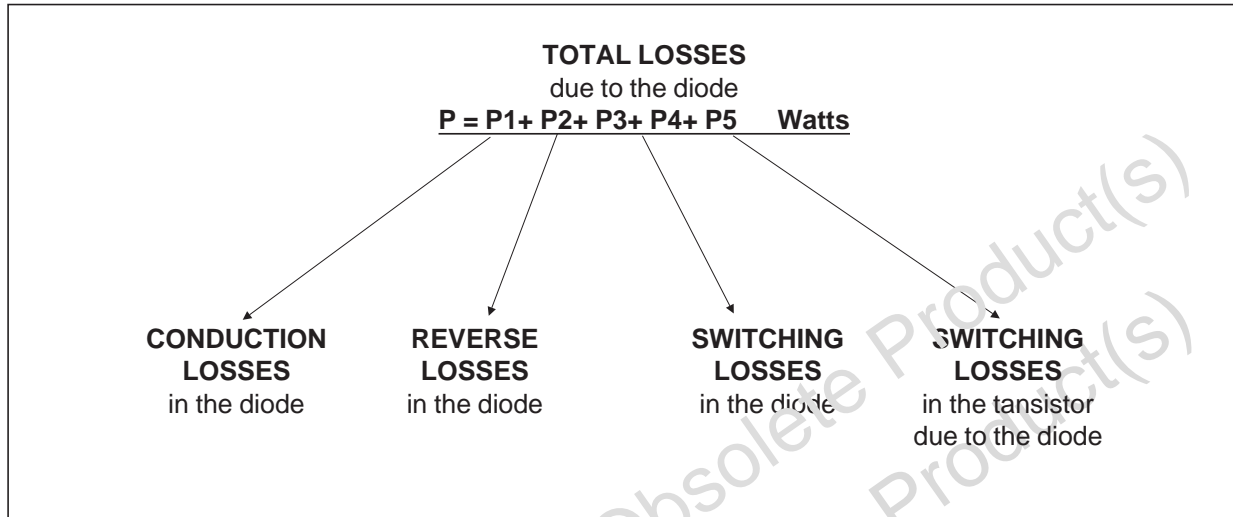 TOTAL LOSSES
due to the diode
P = P1+ P2+ P3+ P4+ P5 Watts
CONDUCTION
LOSSES
in the diode
REVERSE
LOSSES
in the diode
SWITCHING
LOSSES
in the diode
SWITCHING
LOSSES
in the tansistor
due to the diode
Obsolete Product(s)
Product(s)